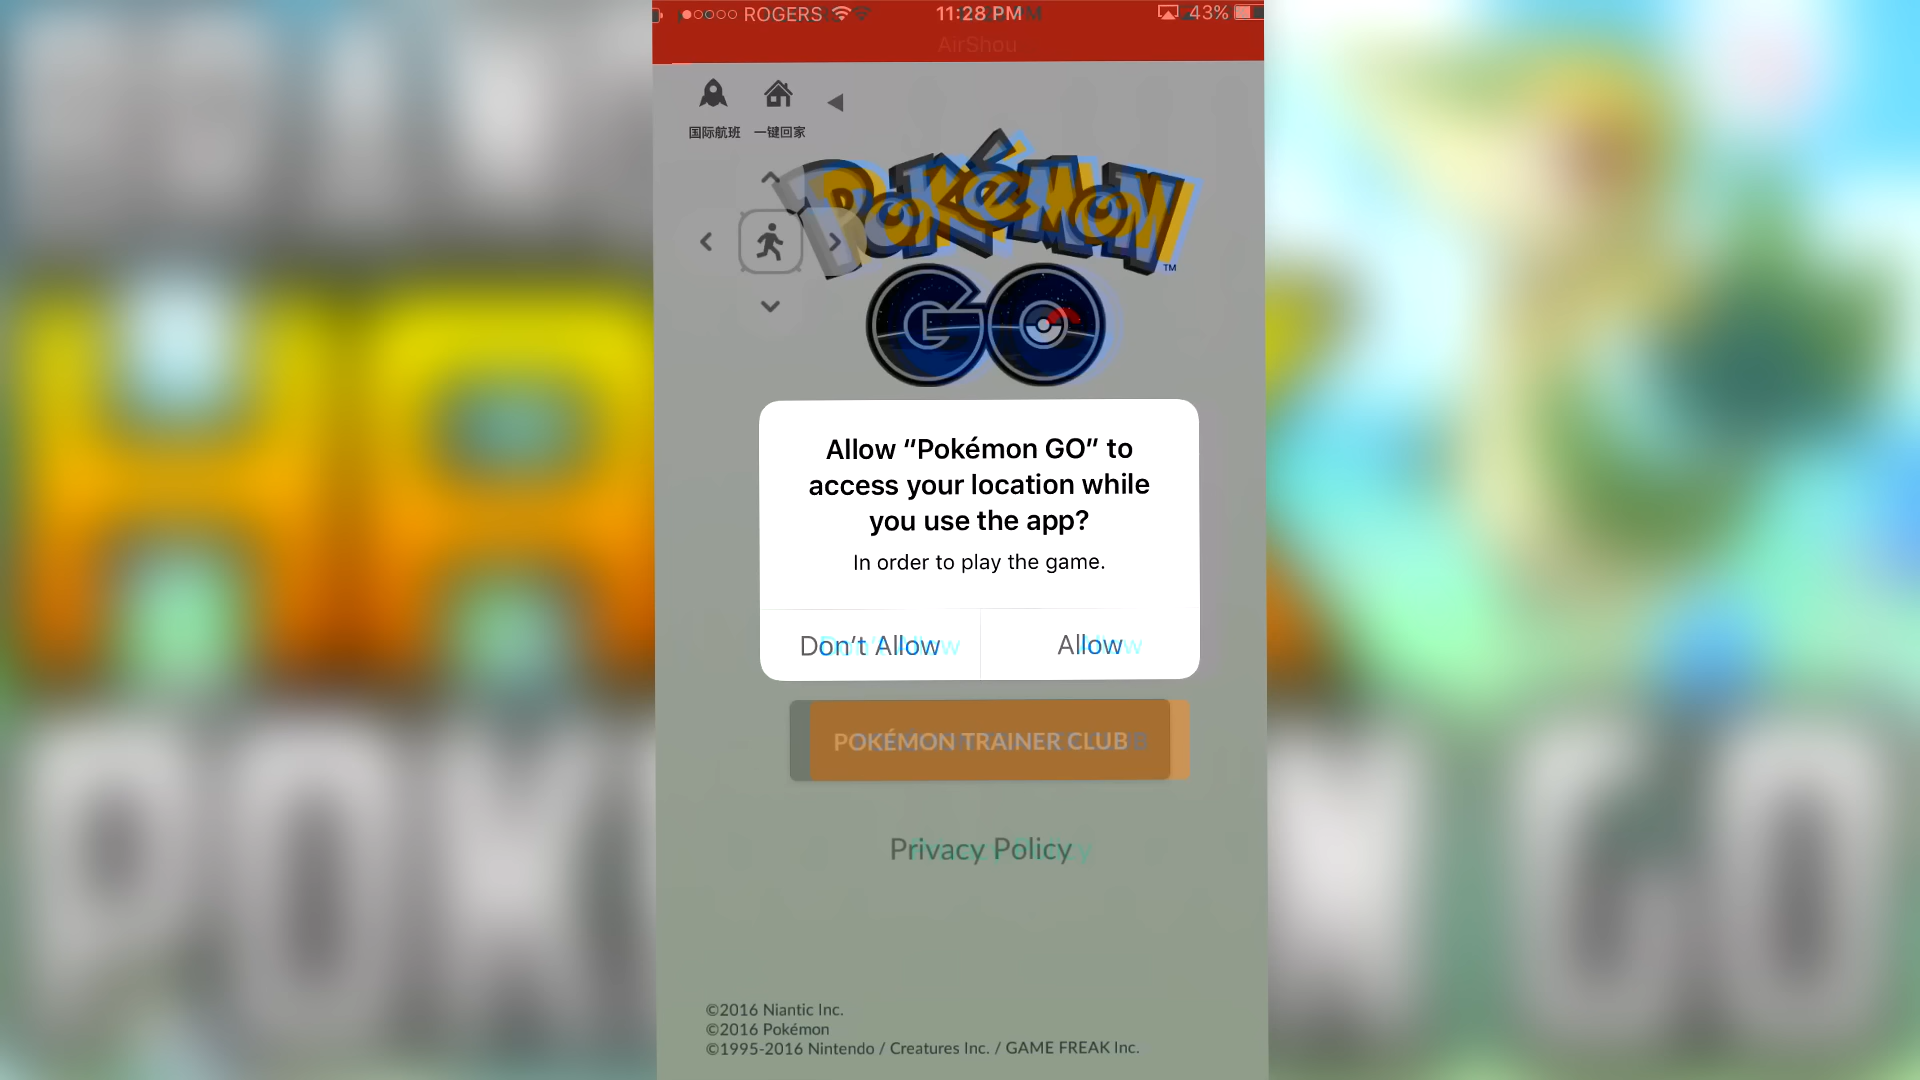 ROGERS 11:28 PM 43%
AirShou
国际航班 一键回家
POKÉMON
TM
GO
Allow “Pokémon GO” to
access your location while
you use the app?
In order to play the game.
Don’t Allow Allow
POKÉMON TRAINER CLUB
Privacy Policy
©2016 Niantic Inc.
©2016 Pokémon
©1995-2016 Nintendo / Creatures Inc. / GAME FREAK Inc.